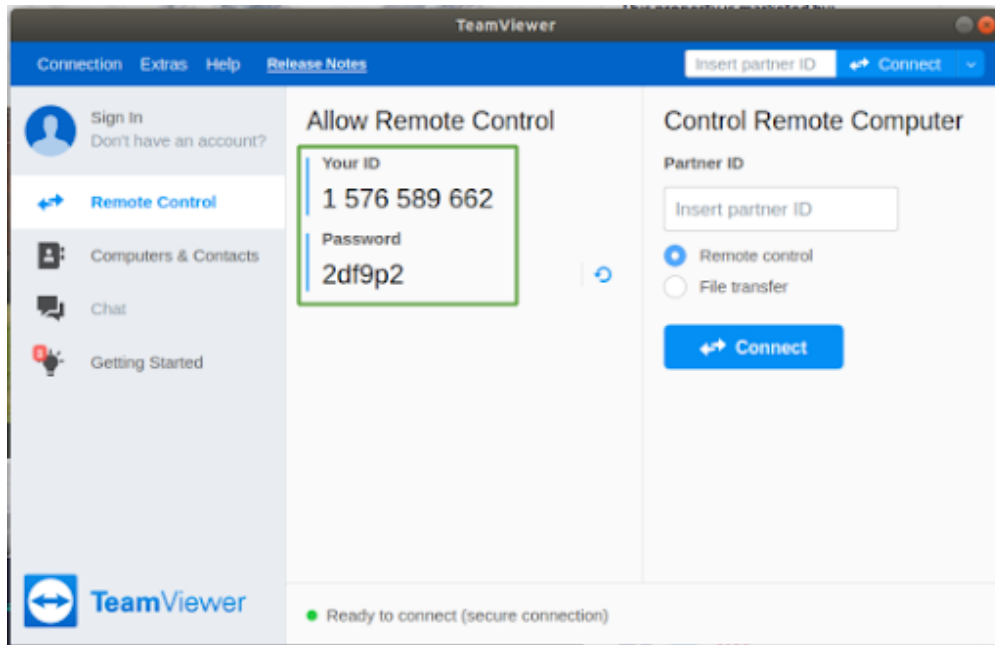 TeamViewer
Connection Extras Help Release Notes
Insert partner ID
Connect
Sign In
Don't have an account?
Remote Control
Computers & Contacts
Chat
Getting Started
TeamViewer
Allow Remote Control
Your ID
1 576 589 662
Password
2df9p2
Ready to connect (secure connection)
Control Remote Computer
Partner ID
Insert partner ID
Remote control
File transfer
Connect